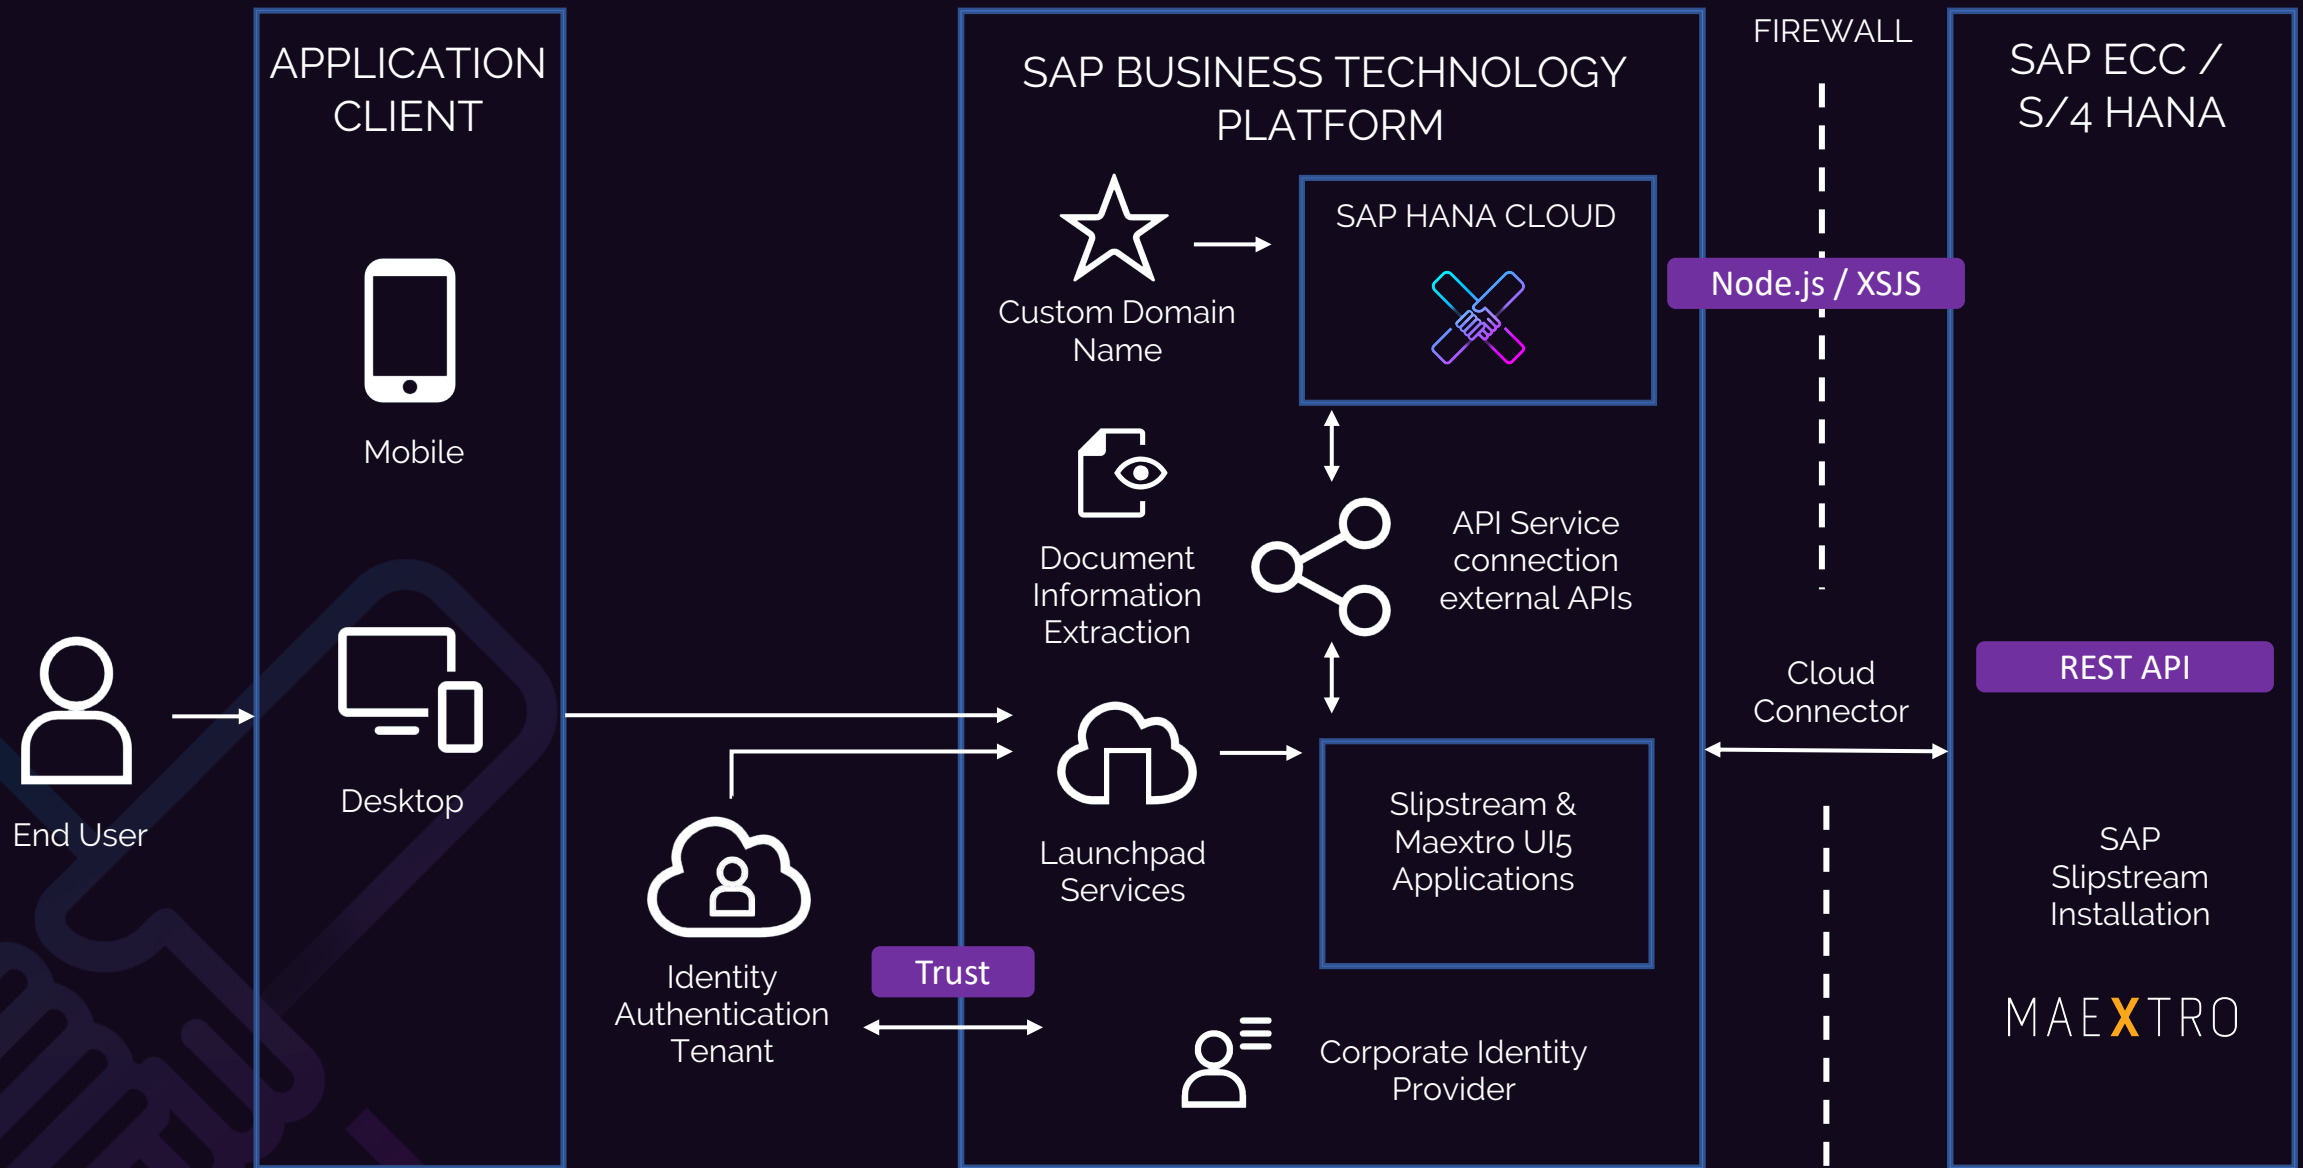 APPLICATION
CLIENT
Mobile
Desktop
End User
Identity
Authentication
Tenant
Trust
SAP BUSINESS TECHNOLOGY
PLATFORM
Custom Domain
Name
SAP HANA CLOUD
Document
Information
Extraction
API Service
connection
external APIs
Launchpad
Services
Slipstream &
Maextro UI5
Applications
Corporate Identity
Provider
FIREWALL
Node.js / XSJS
Cloud
Connector
SAP ECC /
S/4 HANA
REST API
SAP
Slipstream
Installation
MAEXTRO